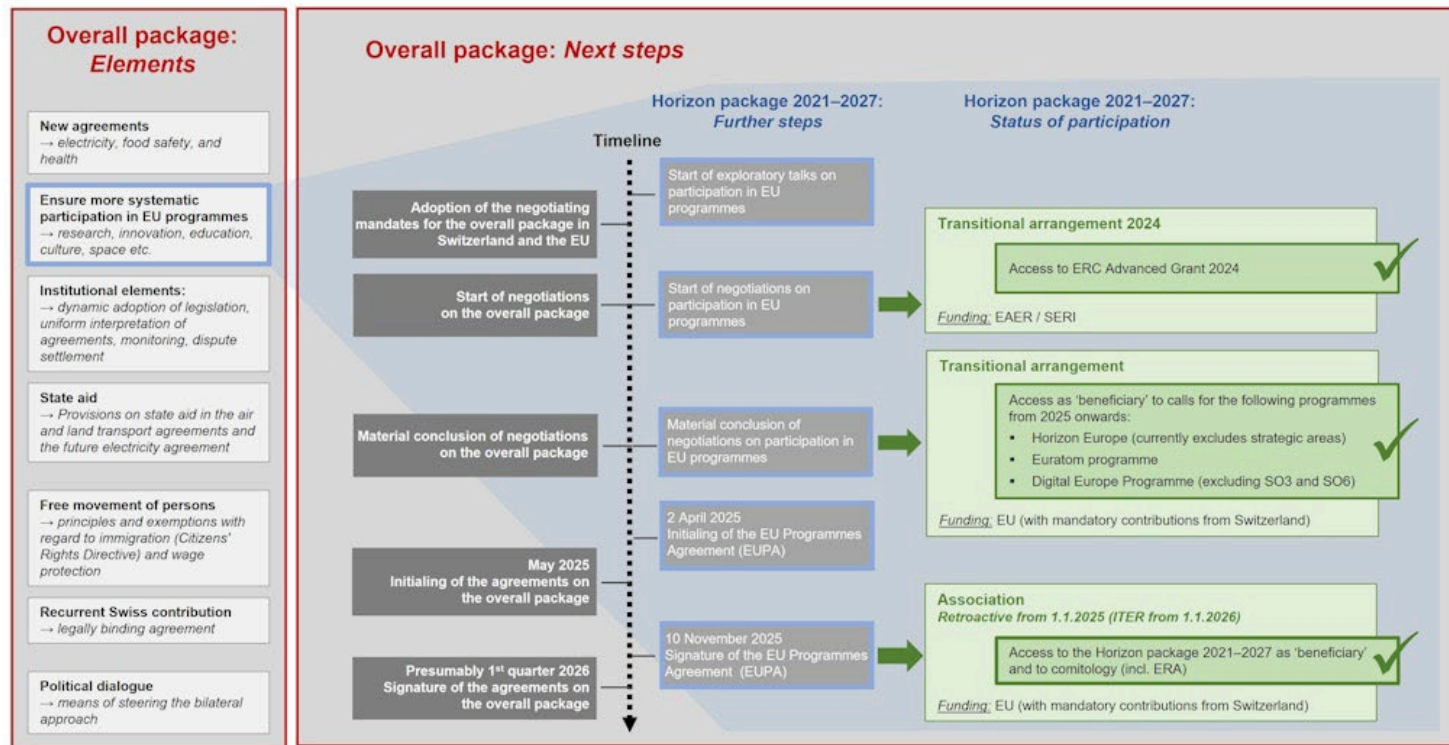 Overall package:
Elements
New agreements
→ electricity, food safety, and
health
Ensure more systematic
participation in EU programmes
→ research, innovation, education,
culture, space etc.
Institutional elements:
→ dynamic adoption of legislation,
uniform interpretation of
agreements, monitoring, dispute
settlement
State aid
→ Provisions on state aid in the air
and land transport agreements and
the future electricity agreement
Free movement of persons
→ principles and exemptions with
regard to immigration (Citizens'
Rights Directive) and wage
protection
Recurrent Swiss contribution
→ legally binding agreement
Political dialogue
→ means of steering the bilateral
approach
Overall package: Next steps
Timeline
Horizon package 2021–2027:
Further steps
Horizon package 2021–2027:
Status of participation
Start of exploratory talks on
participation in EU
programmes
Adoption of the negotiating
mandates for the overall package in
Switzerland and the EU
Transitional arrangement 2024
Access to ERC Advanced Grant 2024
Funding: EAER / SERI
Start of negotiations
on the overall package
Start of negotiations on
participation in EU
programmes
Transitional arrangement
Access as ‘beneficiary’ to calls for the following programmes
from 2025 onwards:
▪ Horizon Europe (currently excludes strategic areas)
▪ Euratom programme
▪ Digital Europe Programme (excluding SO3 and SO6)
Funding: EU (with mandatory contributions from Switzerland)
Material conclusion of negotiations
on the overall package
Material conclusion of
negotiations on participation in
EU programmes
2 April 2025
Initialing of the EU Programmes
Agreement (EUPA)
May 2025
Initialing of the agreements on
the overall package
10 November 2025
Signature of the EU Programmes
Agreement (EUPA)
Association
Retroactive from 1.1.2025 (ITER from 1.1.2026)
Access to the Horizon package 2021–2027 as ‘beneficiary’
and to comitology (incl. ERA)
Funding: EU (with mandatory contributions from Switzerland)
Presumably 1st quarter 2026
Signature of the agreements on
the overall package